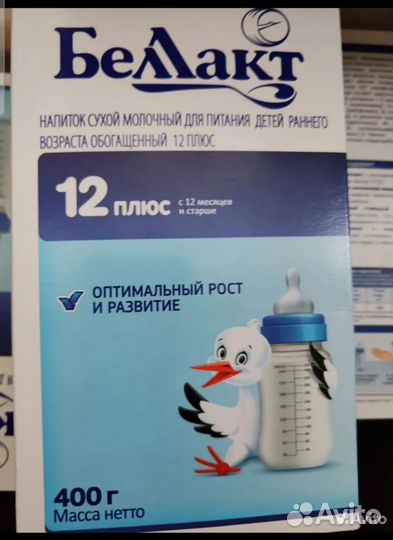 Беллакт
НАПИТОК СУХОЙ МОЛОЧНЫЙ ДЛЯ ПИТАНИЯ ДЕТЕЙ РАННЕГО
ВОЗРАСТА ОБОГАЩЕННЫЙ 12 ПЛЮС
12 ПЛЮС
с 12 месяцев
и старше
ОПТИМАЛЬНЫЙ РОСТ
И РАЗВИТИЕ
400 г
Масса нетто
Avito